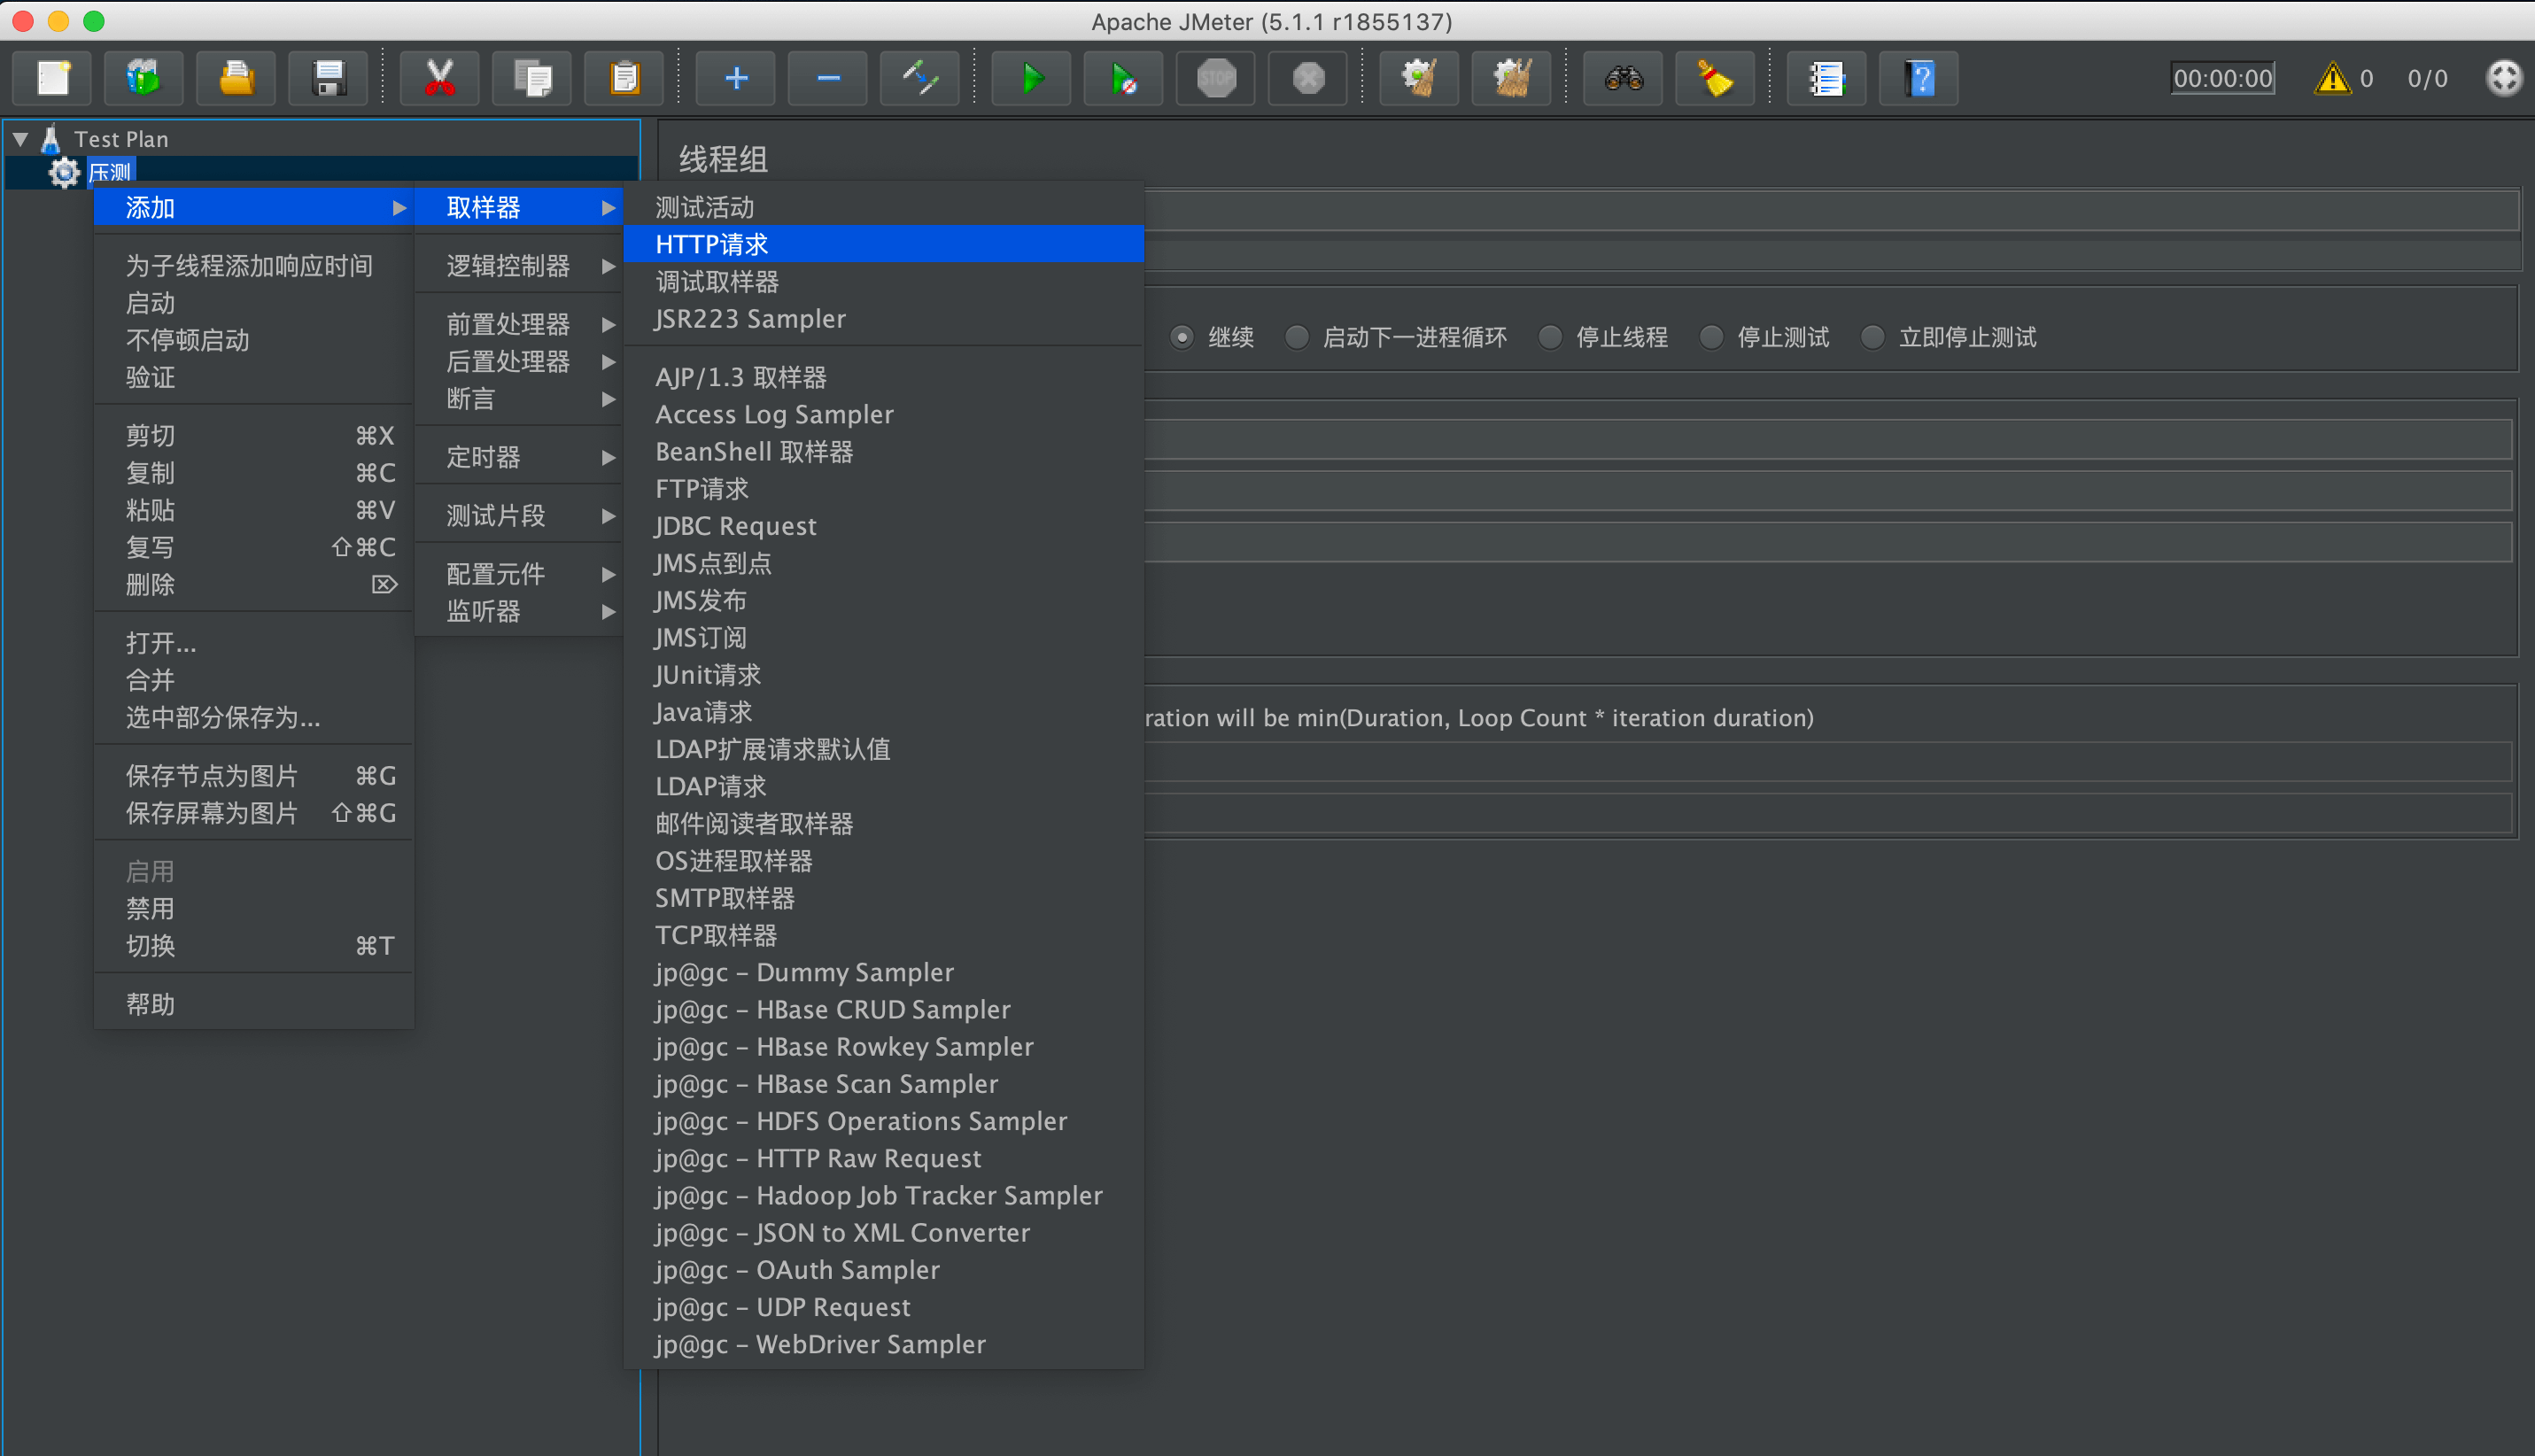 Apache JMeter (5.1.1 r1855137)
STOP
00:00:00
0
0/0
Test Plan
压测
线程组
添加
为子线程添加响应时间
启动
不停顿启动
验证
剪切 ⌘X
复制 ⌘C
粘贴 ⌘V
复写 ⇧⌘C
删除 ⌦
打开...
合并
选中部分保存为...
保存节点为图片 ⌘G
保存屏幕为图片 ⇧⌘G
启用
禁用
切换 ⌘T
帮助
取样器
逻辑控制器
前置处理器
后置处理器
断言
定时器
测试片段
配置元件
监听器
测试活动
HTTP请求
调试取样器
JSR223 Sampler
AJP/1.3 取样器
Access Log Sampler
BeanShell 取样器
FTP请求
JDBC Request
JMS点到点
JMS发布
JMS订阅
JUnit请求
Java请求
LDAP扩展请求默认值
LDAP请求
邮件阅读者取样器
OS进程取样器
SMTP取样器
TCP取样器
jp@gc - Dummy Sampler
jp@gc - HBase CRUD Sampler
jp@gc - HBase Rowkey Sampler
jp@gc - HBase Scan Sampler
jp@gc - HDFS Operations Sampler
jp@gc - HTTP Raw Request
jp@gc - Hadoop Job Tracker Sampler
jp@gc - JSON to XML Converter
jp@gc - OAuth Sampler
jp@gc - UDP Request
jp@gc - WebDriver Sampler
继续 启动下一进程循环 停止线程 停止测试 立即停止测试
ration will be min(Duration, Loop Count * iteration duration)